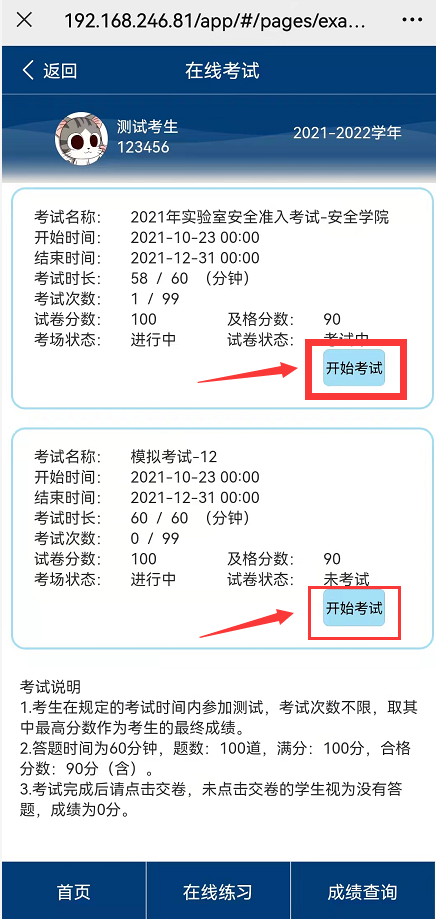 192.168.246.81/app/#/pages/exa...
返回
在线考试
测试考生
123456
2021-2022学年
考试名称： 2021年实验室安全准入考试-安全学院
开始时间： 2021-10-23 00:00
结束时间： 2021-12-31 00:00
考试时长： 58 / 60 （分钟）
考试次数： 1 / 99
试卷分数： 100 及格分数： 90
考场状态： 进行中 试卷状态： 考试中
开始考试
考试名称： 模拟考试-12
开始时间： 2021-10-23 00:00
结束时间： 2021-12-31 00:00
考试时长： 60 / 60 （分钟）
考试次数： 0 / 99
试卷分数： 100 及格分数： 90
考场状态： 进行中 试卷状态： 未考试
开始考试
考试说明
1.考生在规定的考试时间内参加测试，考试次数不限，取其
中最高分数作为考生的最终成绩。
2.答题时间为60分钟，题数：100道，满分：100分，合格
分数：90分（含）。
3.考试完成后请点击交卷，未点击交卷的学生视为没有答
题，成绩为0分。
首页 在线练习 成绩查询